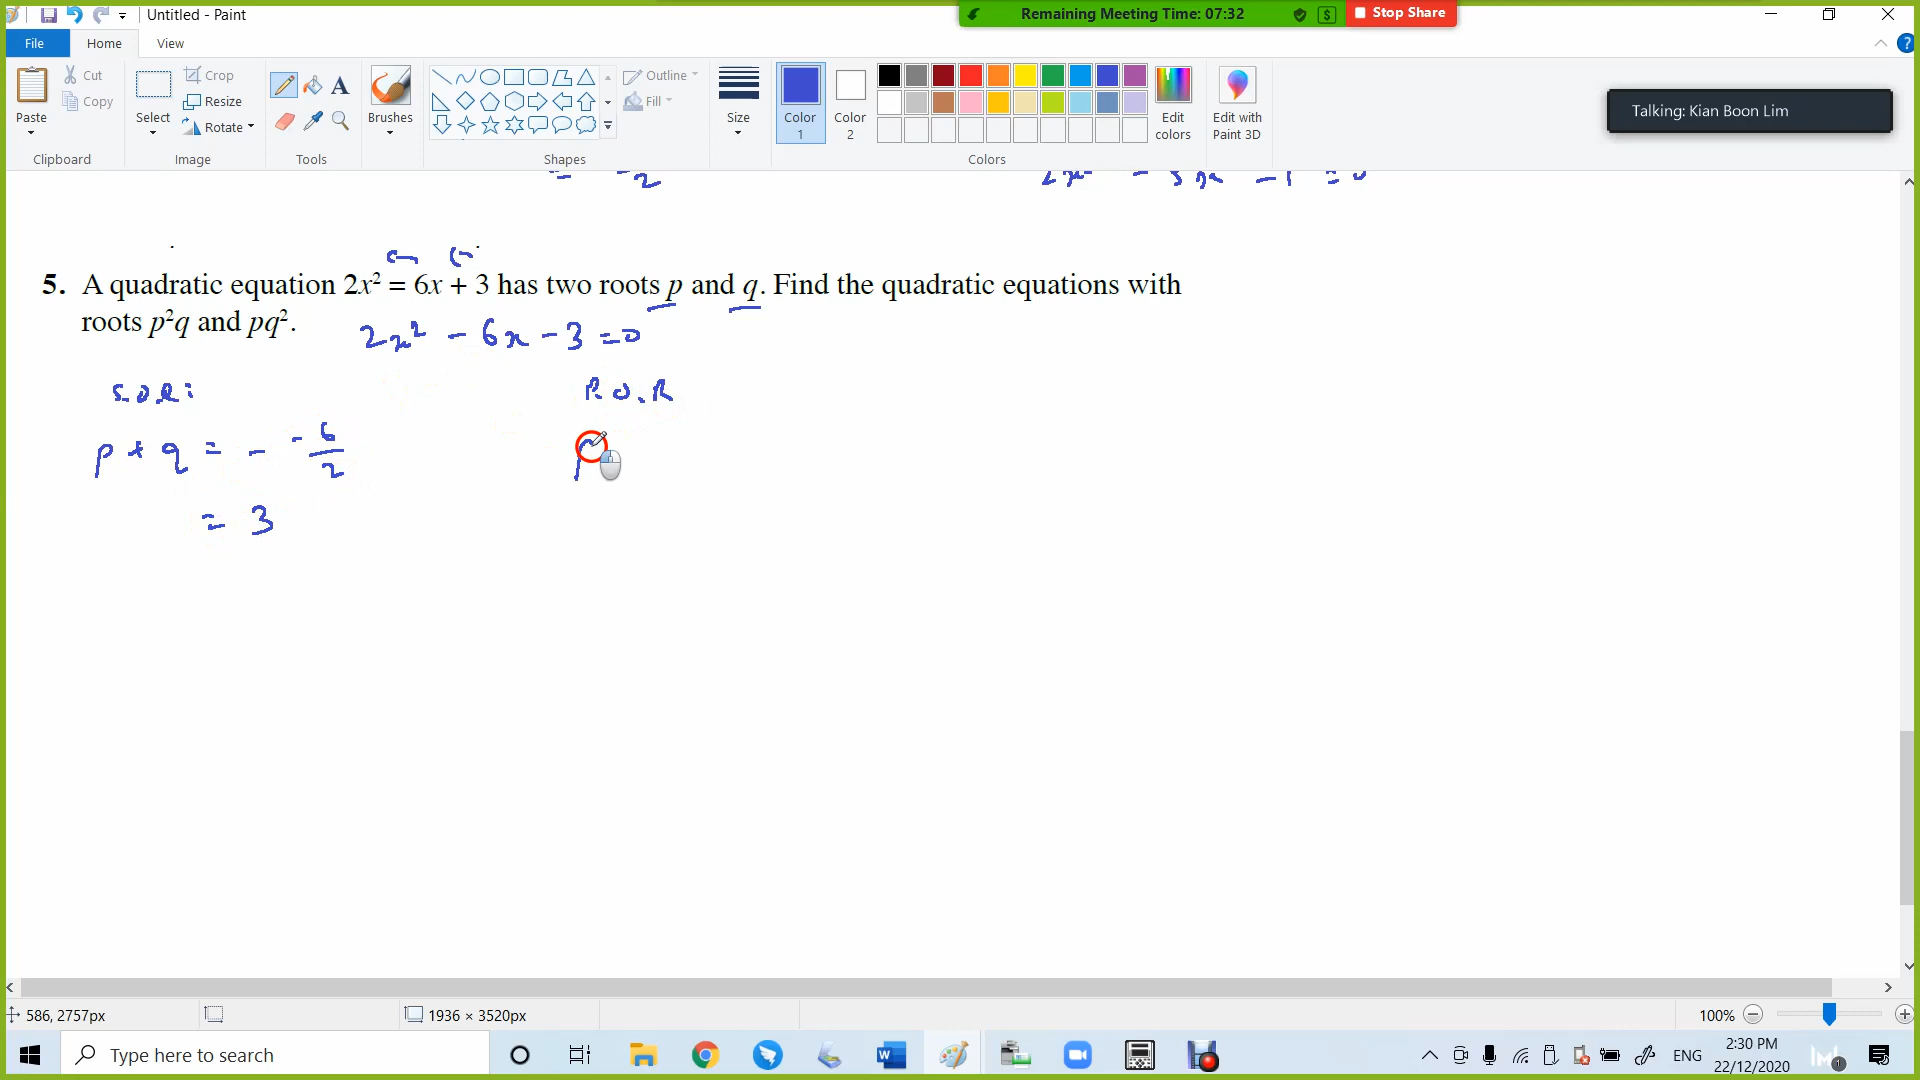 Untitled - Paint
Remaining Meeting Time: 07:32
Stop Share
File
Home
View
Paste
Cut
Copy
Clipboard
Select
Crop
Resize
Rotate
Image
Tools
Brushes
Shapes
Outline
Fill
Size
Color 1
Color 2
Colors
Edit colors
Edit with Paint 3D
Talking: Kian Boon Lim
5. A quadratic equation 2x² = 6x + 3 has two roots p and q. Find the quadratic equations with
roots p²q and pq².
2x² - 6x - 3 = 0
S.O.R:
P.O.R
p + q = - -6/2
p
= 3
586, 2757px
1936 × 3520px
100%
Type here to search
ENG
2:30 PM
22/12/2020